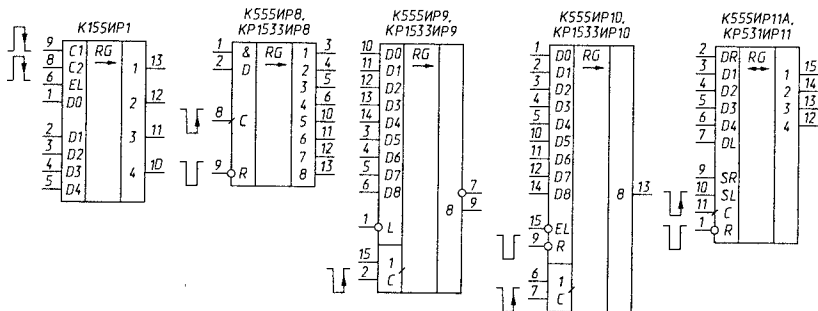 К155ИР1
9 C1 RG
8 C2
6 EL
1 D0
2 D1
3 D2
4 D3
5 D4
1 13
2 12
3 11
4 10
К555ИР8,
КР1533ИР8
1 & RG
2 D
8 C
9 R
1 3
2 4
3 5
4 6
5 10
6 11
7 12
8 13
К555ИР9,
КР1533ИР9
10 D0 RG
11 D1
12 D2
13 D3
14 D4
3 D5
4 D6
5 D7
6 D8
1 L
15 1
2 C
7
8 9
К555ИР10,
КР1533ИР10
1 D0 RG
2 D1
3 D2
4 D3
5 D4
10 D5
11 D6
12 D7
14 D8
15 EL
9 R
6 1
7 C
8 13
К555ИР11А,
КР531ИР11
2 DR RG
3 D1
4 D2
5 D3
6 D4
7 DL
9 SR
10 SL
11 C
1 R
1 15
2 14
3 13
4 12